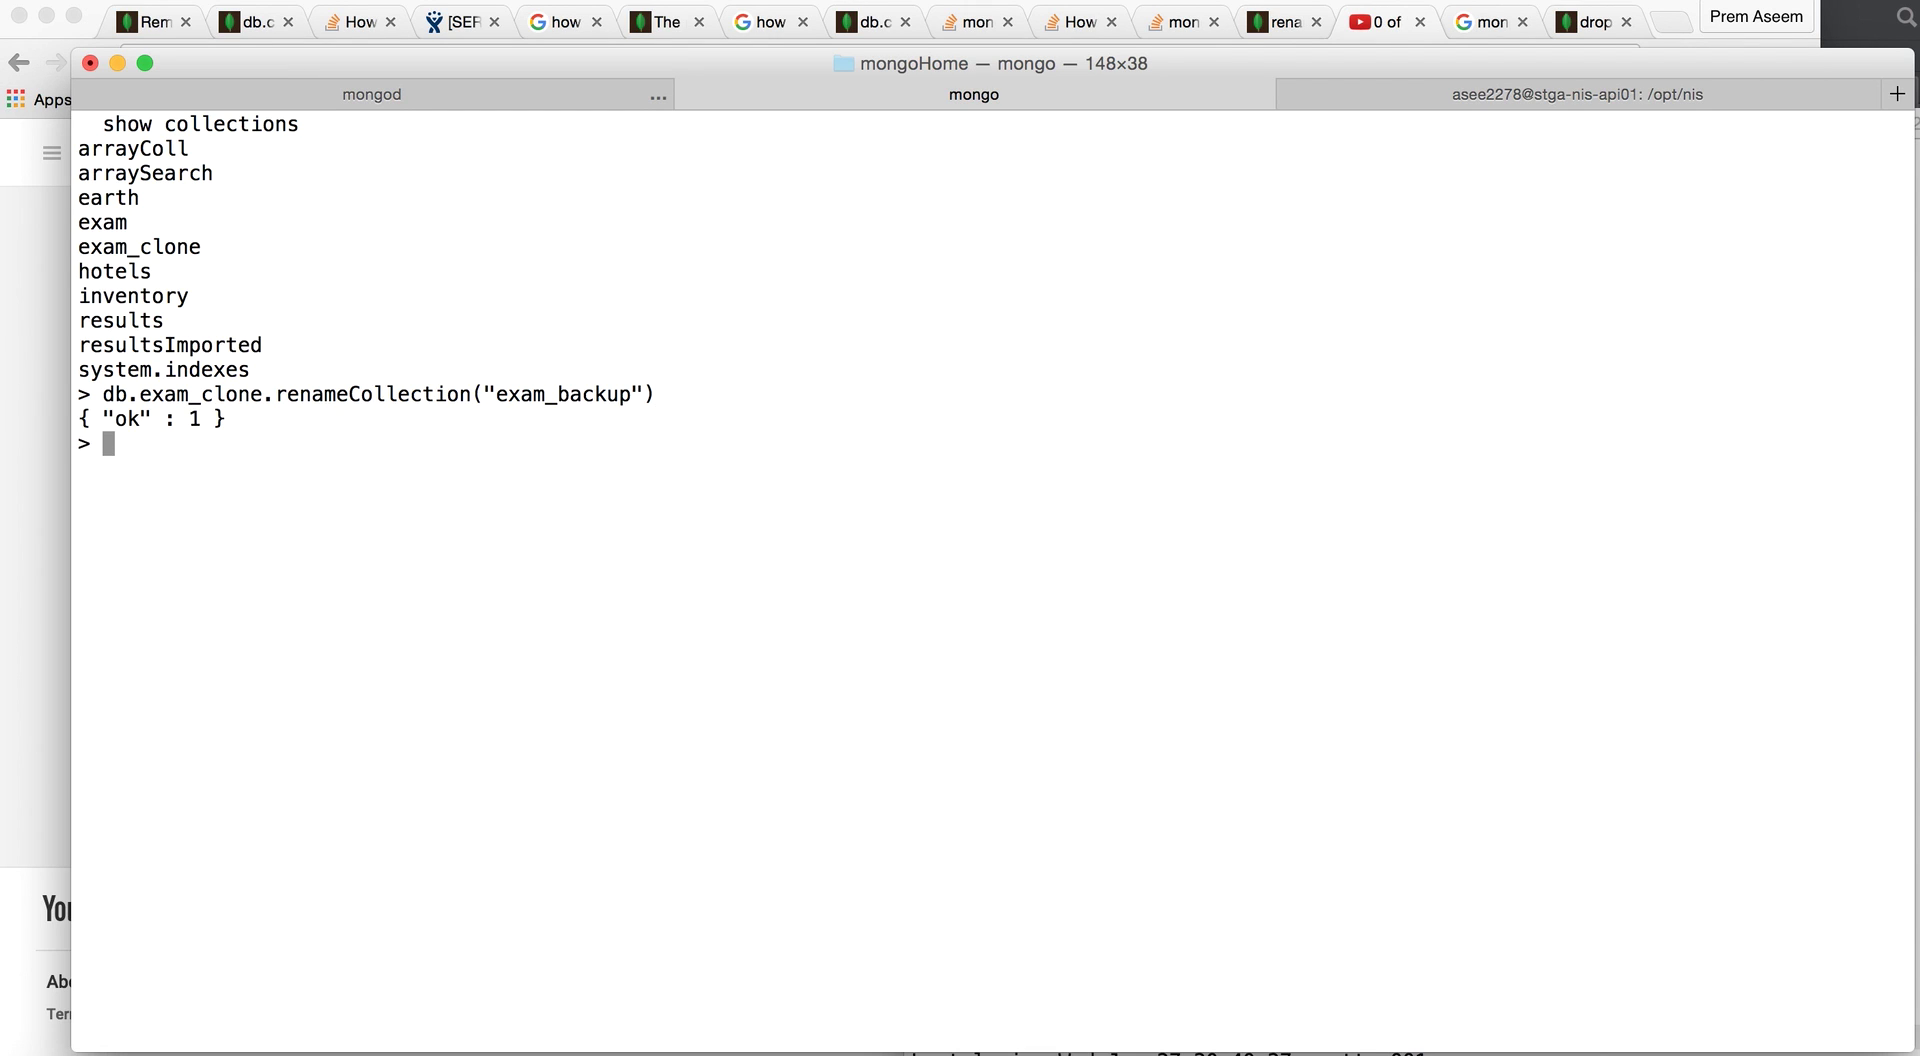 Rem db.c How [SEF how The how db.c mon How mon rena 0 of mon drop Prem Aseem
mongoHome — mongo — 148×38
Apps
mongod ... mongo asee2278@stga-nis-api01: /opt/nis +
show collections
arrayColl
arraySearch
earth
exam
exam_clone
hotels
inventory
results
resultsImported
system.indexes
> db.exam_clone.renameCollection("exam_backup")
{ "ok" : 1 }
>
You
Abo
Ter